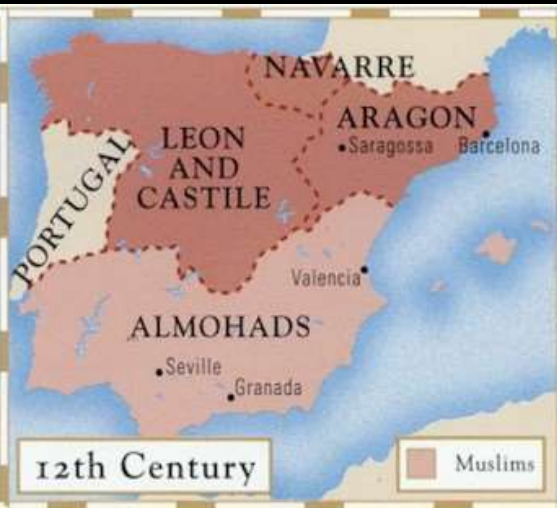 NAVARRE
ARAGON
Saragossa
Barcelona
LEON
AND
CASTILE
PORTUGAL
Valencia
ALMOHADS
Seville
Granada
12th Century
Muslims